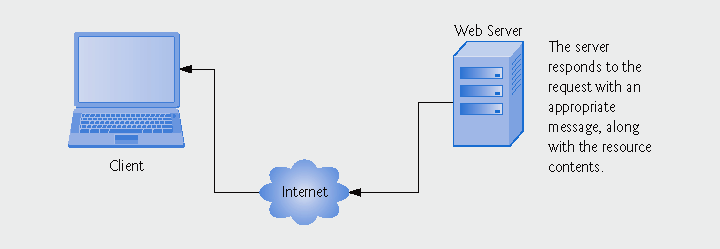 Web Server
The server
responds to the
request with an
appropriate
message, along
with the resource
contents.
Client
Internet